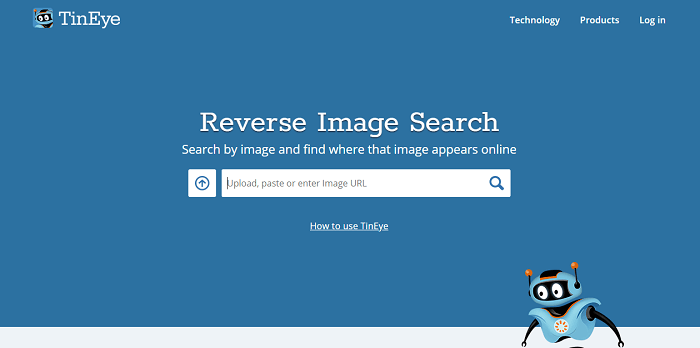 TinEye
Technology Products Log in
Reverse Image Search
Search by image and find where that image appears online
Upload, paste or enter Image URL
How to use TinEye